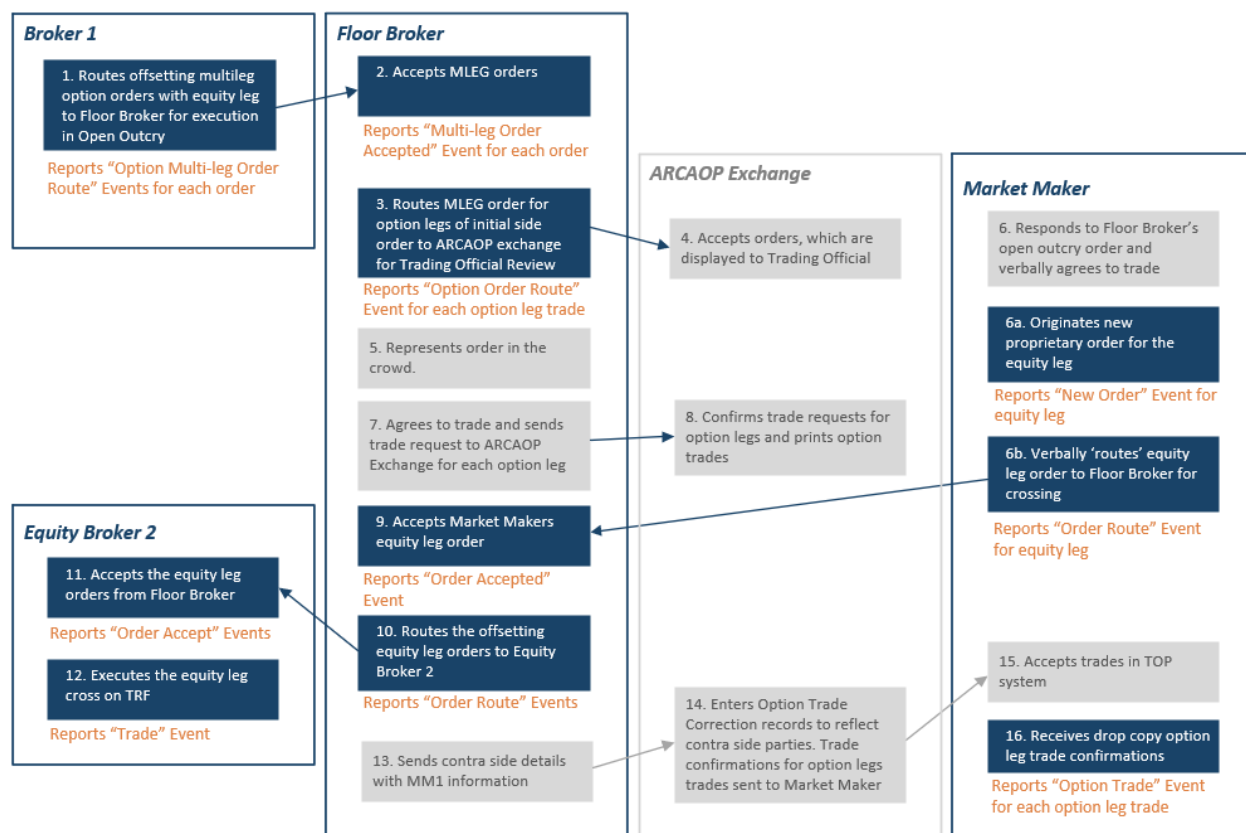 Broker 1
1. Routes offsetting multileg
option orders with equity leg
to Floor Broker for execution
in Open Outcry
Reports “Option Multi-leg Order
Route” Events for each order
Floor Broker
2. Accepts MLEG orders
Reports “Multi-leg Order
Accepted” Event for each order
3. Routes MLEG order for
option legs of initial side
order to ARCAOP exchange
for Trading Official Review
Reports “Option Order Route”
Event for each option leg trade
5. Represents order in the
crowd.
7. Agrees to trade and sends
trade request to ARCAOP
Exchange for each option leg
9. Accepts Market Makers
equity leg order
Reports “Order Accepted”
Event
10. Routes the offsetting
equity leg orders to Equity
Broker 2
Reports “Order Route” Events
13. Sends contra side details
with MM1 information
ARCAOP Exchange
4. Accepts orders, which are
displayed to Trading Official
8. Confirms trade requests for
option legs and prints option
trades
14. Enters Option Trade
Correction records to reflect
contra side parties. Trade
confirmations for option legs
trades sent to Market Maker
Market Maker
6. Responds to Floor Broker’s
open outcry order and
verbally agrees to trade
6a. Originates new
proprietary order for the
equity leg
Reports “New Order” Event for
equity leg
6b. Verbally ‘routes’ equity
leg order to Floor Broker for
crossing
Reports “Order Route” Event
for equity leg
15. Accepts trades in TOP
system
16. Receives drop copy option
leg trade confirmations
Reports “Option Trade” Event
for each option leg trade
Equity Broker 2
11. Accepts the equity leg
orders from Floor Broker
Reports “Order Accept” Events
12. Executes the equity leg
cross on TRF
Reports “Trade” Event